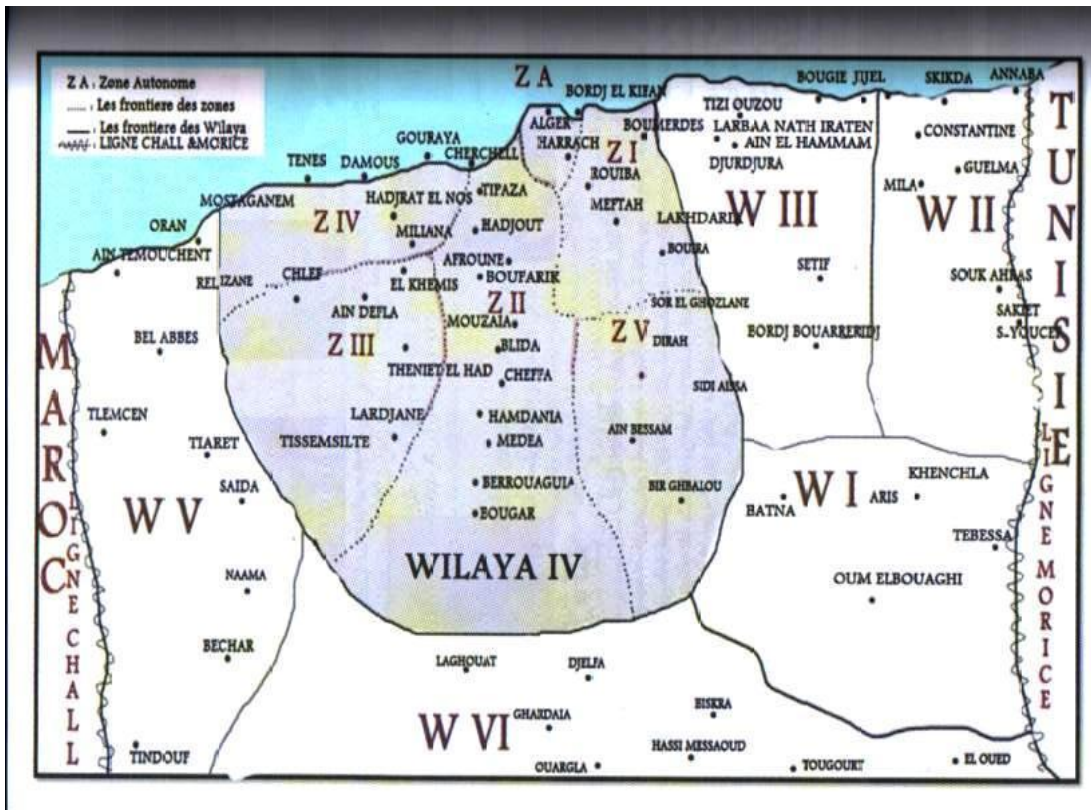 Z A : Zone Autonome
..... : Les frontiere des zones
— : Les frontiere des Wilaya
: LIGNE CHALL &MORICE
Z A
BORDJ EL KIFAN
BOUGIE JIJEL
SKIKDA
ANNABA
TIZI OUZOU
ALGER
BOUMERDES
LARBAA NATH IRATEN
CONSTANTINE
GOURAYA
CHERCHELL
HARRACH
Z I
AIN EL HAMMAM
TENES
DAMOUS
DJURDJURA
GUELMA
ROUIBA
MILA
HADJRAT EL NOS
TIPAZA
MOSTAGANEM
MEFTAH
W III
W II
ORAN
Z IV
HADJOUT
LAKHDARIA
MILIANA
BOUIRA
AIN TEMOUCHENT
AFROUNE
SETIF
RELIZANE
CHLEF
EL KHEMIS
BOUFARIK
SOUK AHRAS
AIN DEFLA
Z II
SOR EL GHOZLANE
SAKIET
S.YOUCEF
MOUZAIA
BEL ABBES
Z III
BLIDA
Z V
DIRAH
BORDJ BOUARRERIDJ
THENIET EL HAD
CHEFFA
SIDI AISSA
TLEMCEN
LARDJANE
HAMDANIA
TIARET
TISSEMSILTE
MEDEA
AIN BESSAM
KHENCHLA
SAIDA
BERROUAGUIA
BIR GHBALOU
W I
ARIS
BATNA
W V
BOUGAR
TEBESSA
WILAYA IV
NAAMA
OUM ELBOUAGHI
BECHAR
LAGHOUAT
DJELFA
GHARDAIA
BISKRA
W VI
TINDOUF
HASSI MESSAOUD
OUARGLA
TOUGOURT
EL OUED
MAROC
LIGNE CHALL
TUNISIE
LIGNE MORICE